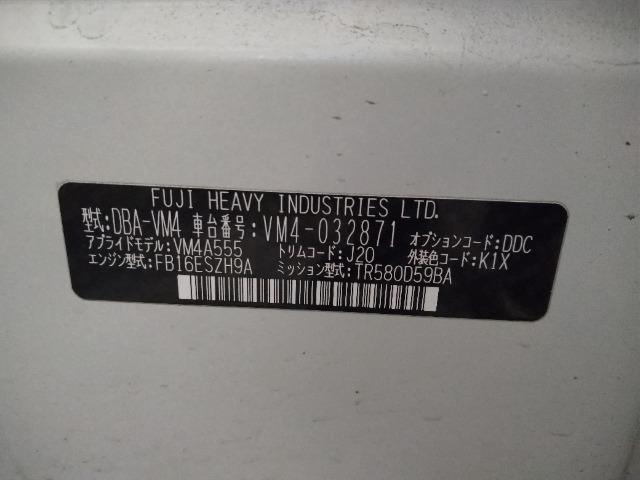 FUJI HEAVY INDUSTRIES LTD.
型式:DBA-VM4 車台番号:VM4-032871 オプションコード:DDC
アプライドモデル:VM4A555 トリムコード:J20 外装色コード:K1X
エンジン型式:FB16ESZH9A ミッション型式:TR580D59BA